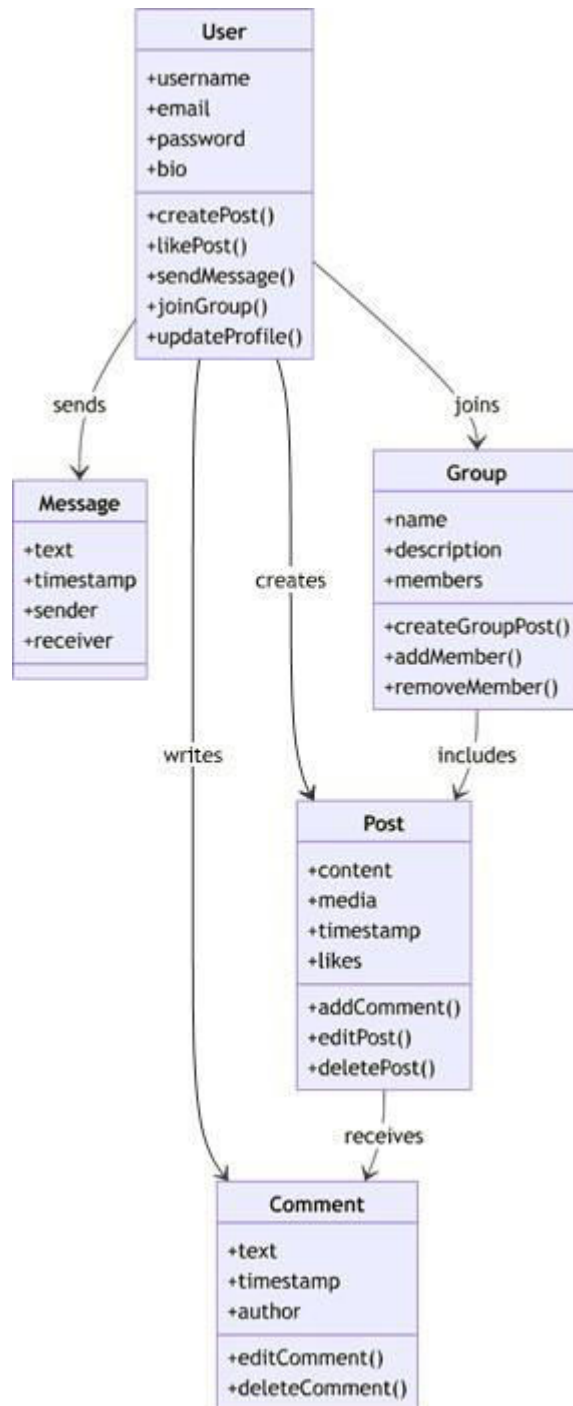 User
+username
+email
+password
+bio
+createPost()
+likePost()
+sendMessage()
+joinGroup()
+updateProfile()
sends
joins
Message
+text
+timestamp
+sender
+receiver
Group
+name
+description
+members
+createGroupPost()
+addMember()
+removeMember()
creates
writes
includes
Post
+content
+media
+timestamp
+likes
+addComment()
+editPost()
+deletePost()
receives
Comment
+text
+timestamp
+author
+editComment()
+deleteComment()